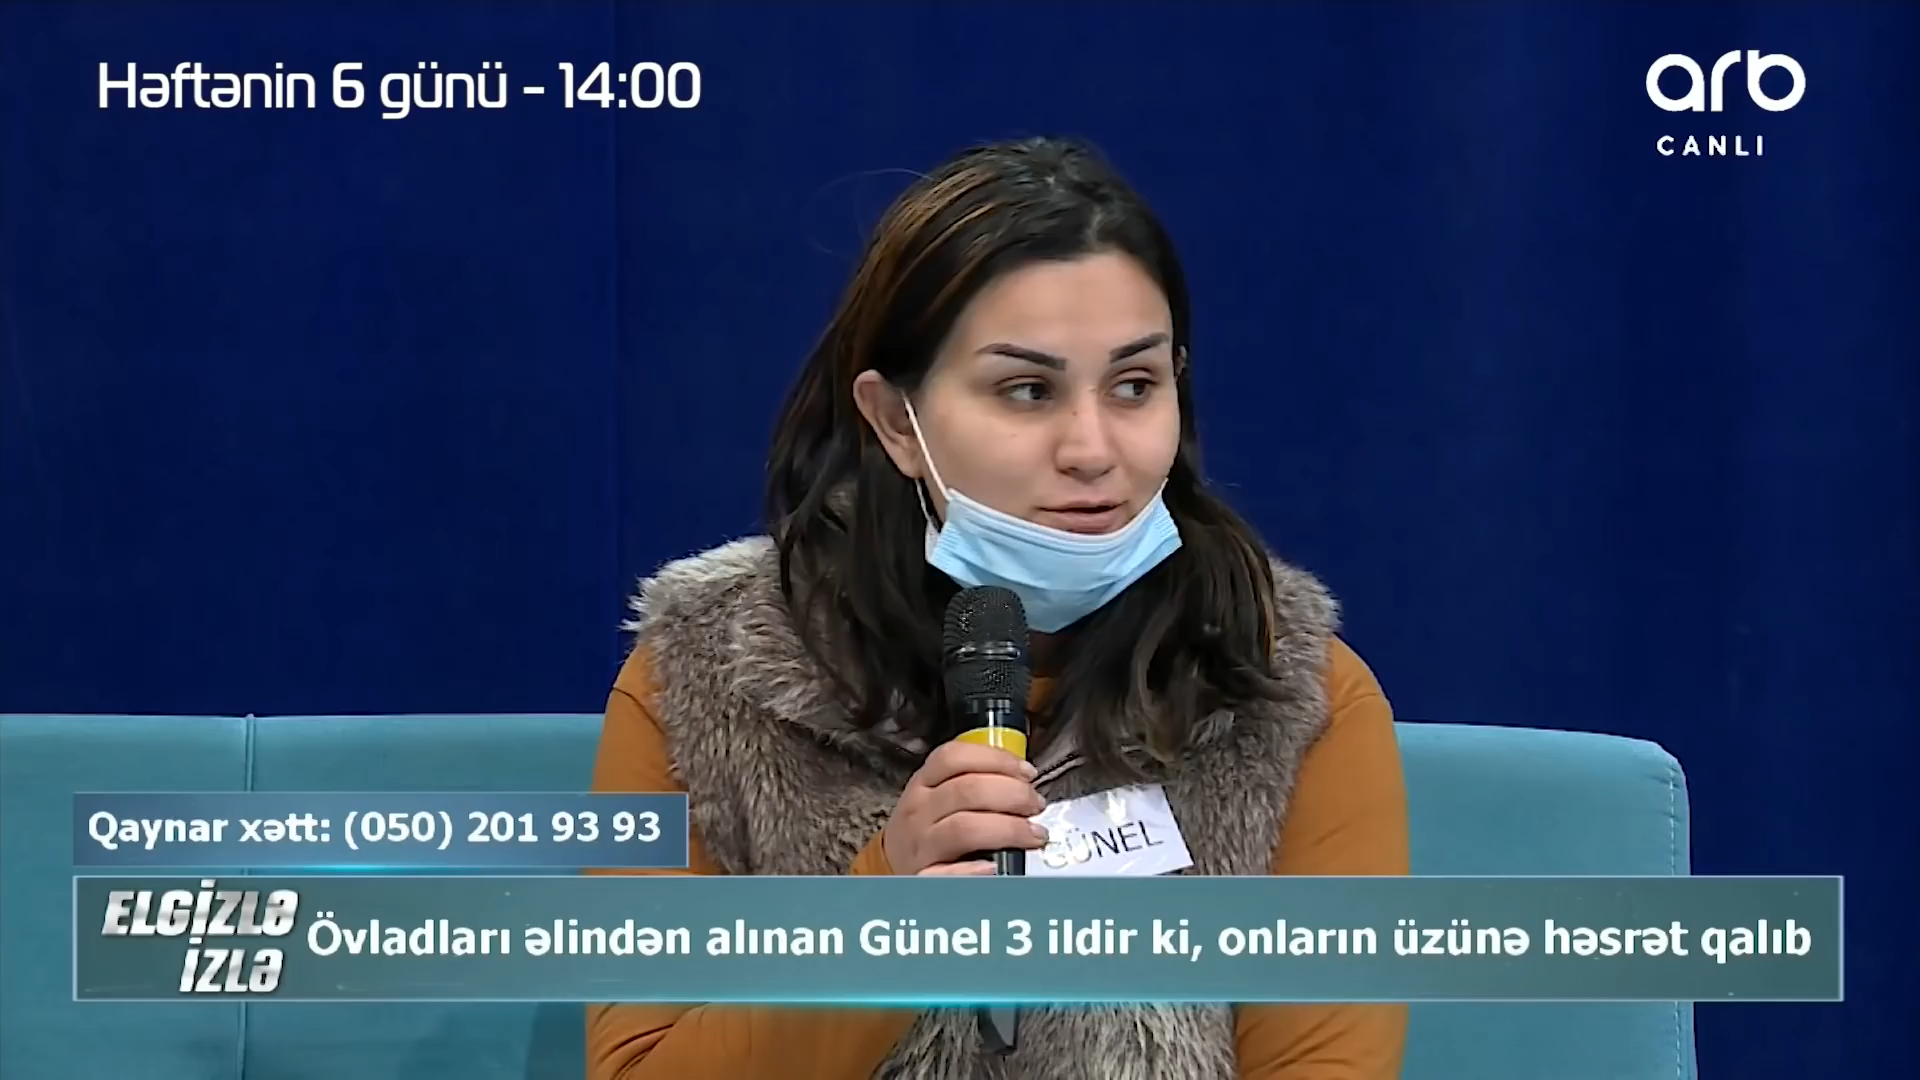 Həftənin 6 günü - 14:00
arb
CANLI
GÜNEL
Qaynar xətt: (050) 201 93 93
ELGİZLƏ
İZLƏ
Övladları əlindən alınan Günel 3 ildir ki, onların üzünə həsrət qalıb